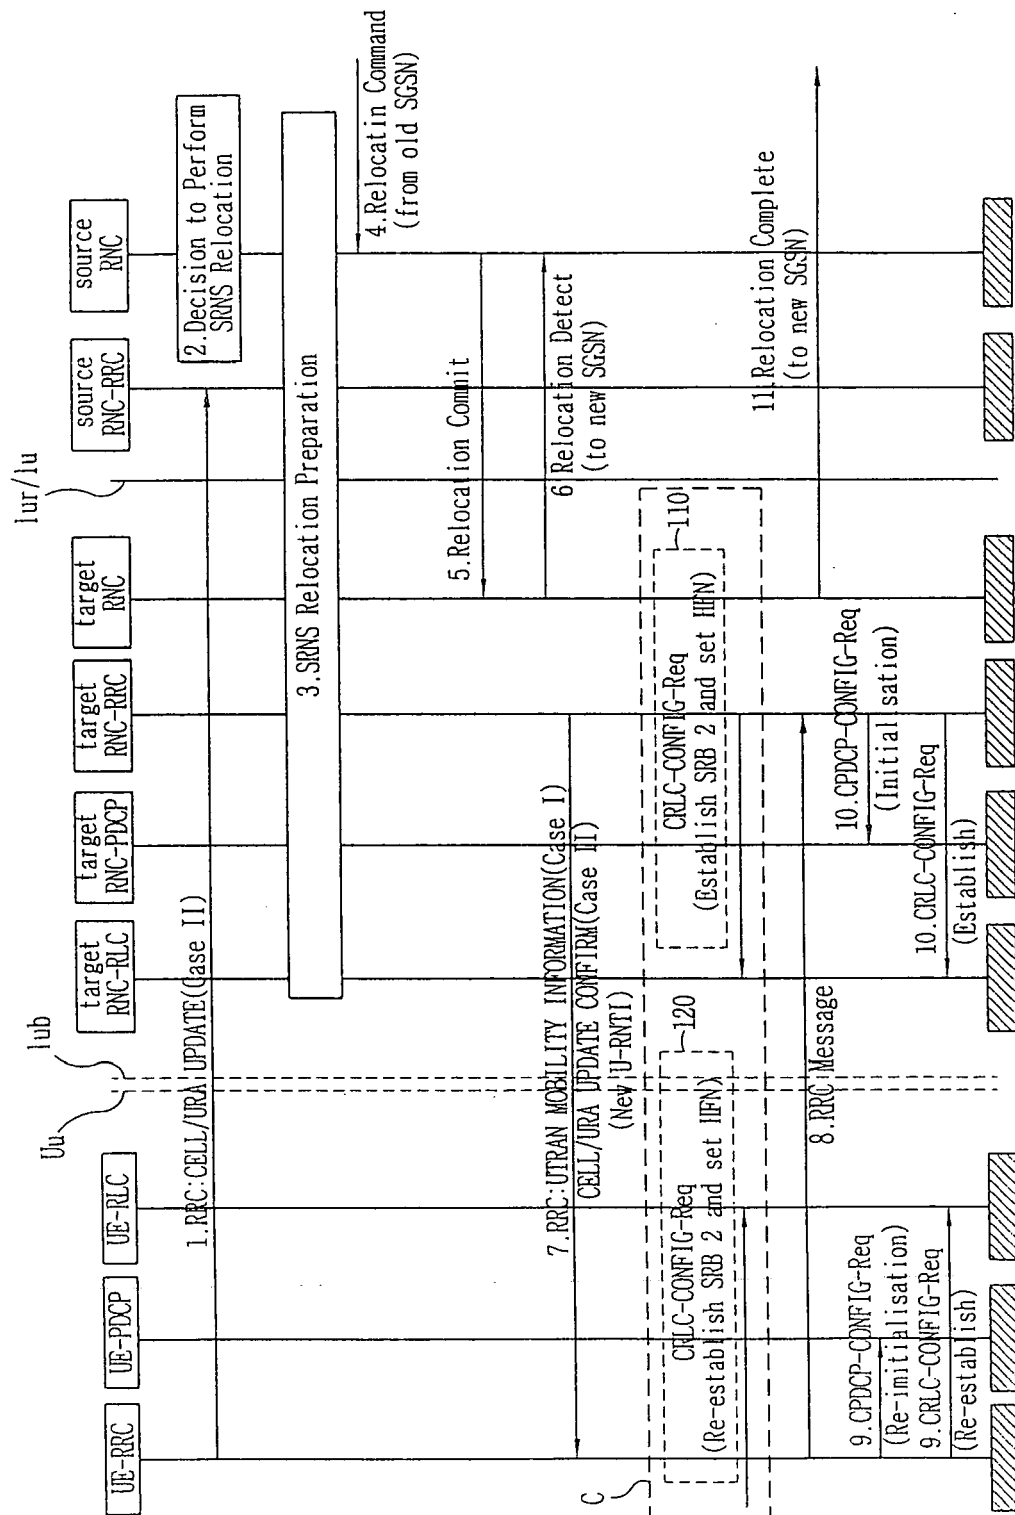 UE-RRC
UE-PDCP
UE-RLC
Uu
lub
target
RNC-RLC
target
RNC-PDCP
target
RNC-RRC
target
RNC
lur/lu
source
RNC-RRC
source
RNC
1.RRC:CELL/URA UPDATE(Case II)
2.Decision to Perform
SRNS Relocation
3.SRNS Relocation Preparation
4.Relocatin Command
(from old SGSN)
5.Relocation Commit
6 Relocation Detect
(to new SGSN)
7.RRC:UTRAN MOBILITY INFORMATION(Case I)
CELL/URA UPDATE CONFIRM(Case II)
(New U-RNTI)
C
120
CRLC-CONFIG-Req
(Re-establish SRB 2 and set HFN)
110
CRLC-CONFIG-Req
(Establish SRB 2 and set HFN)
8.RRC Message
9.CPDCP-CONFIG-Req
(Re-imitialisation)
9.CRLC-CONFIG-Req
(Re-establish)
10.CPDCP-CONFIG-Req
(Initiali sation)
10.CRLC-CONFIG-Req
(Establish)
11.Relocation Complete
(to new SGSN)